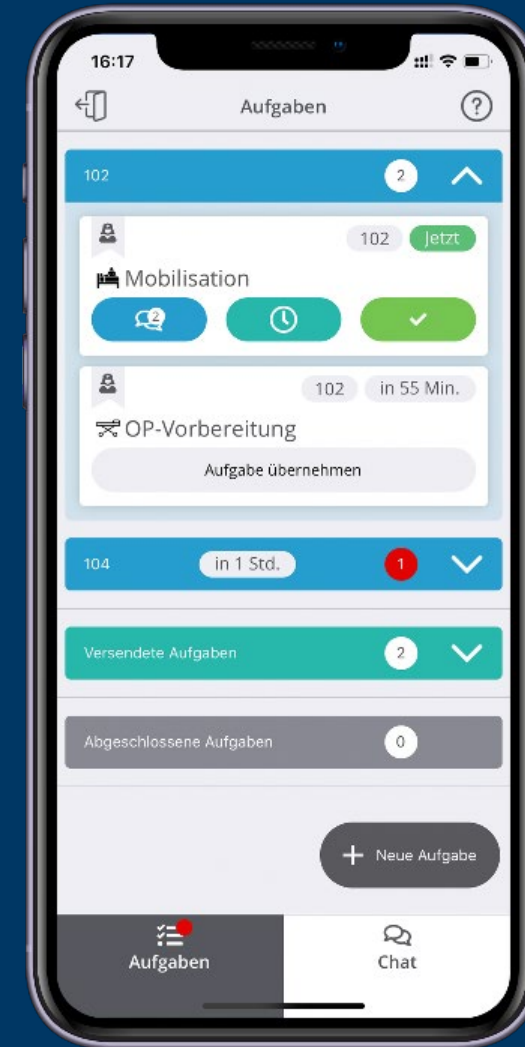 16:17
Aufgaben
?
102 2
102 Jetzt
Mobilisation
2
102 in 55 Min.
OP-Vorbereitung
Aufgabe übernehmen
104 in 1 Std. 1
Versendete Aufgaben 2
Abgeschlossene Aufgaben 0
+ Neue Aufgabe
Aufgaben Chat